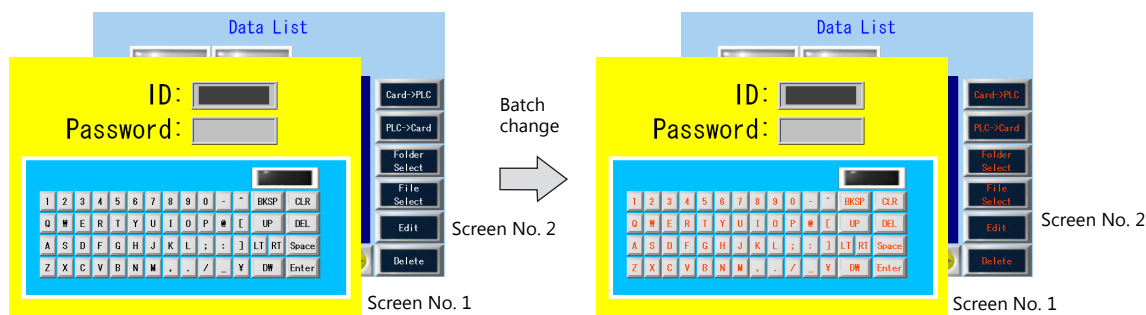 Data List
ID:
Password:
Card->PLC
PLC->Card
Folder
Select
File
Select
Edit
Delete
1 2 3 4 5 6 7 8 9 0 - ^ BKSP CLR
Q W E R T Y U I O P @ [ UP DEL
A S D F G H J K L ; : ] LT RT Space
Z X C V B N M , . / _ ¥ DW Enter
Screen No. 2
Screen No. 1
Batch
change
Data List
ID:
Password:
Card->PLC
PLC->Card
Folder
Select
File
Select
Edit
Delete
1 2 3 4 5 6 7 8 9 0 - ^ BKSP CLR
Q W E R T Y U I O P @ [ UP DEL
A S D F G H J K L ; : ] LT RT Space
Z X C V B N M , . / _ ¥ DW Enter
Screen No. 2
Screen No. 1